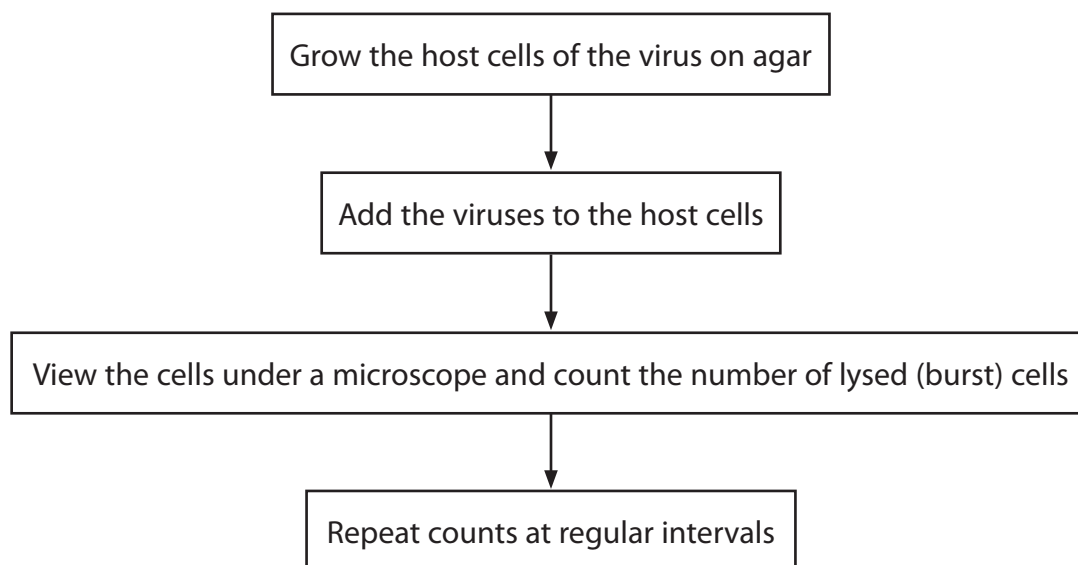 Grow the host cells of the virus on agar
Add the viruses to the host cells
View the cells under a microscope and count the number of lysed (burst) cells
Repeat counts at regular intervals